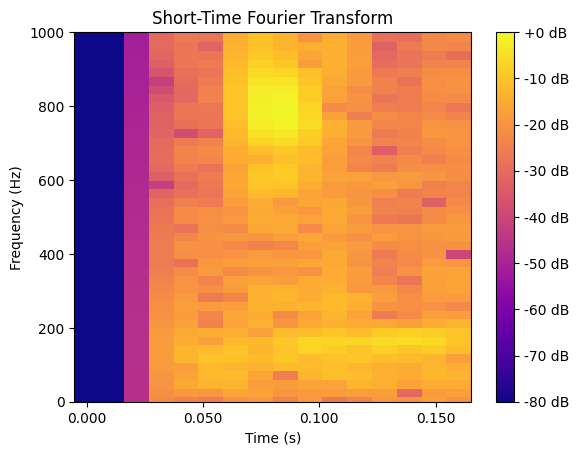 Short-Time Fourier Transform
1000
800
600
400
200
0
Frequency (Hz)
0.000
0.050
0.100
0.150
Time (s)
+0 dB
-10 dB
-20 dB
-30 dB
-40 dB
-50 dB
-60 dB
-70 dB
-80 dB